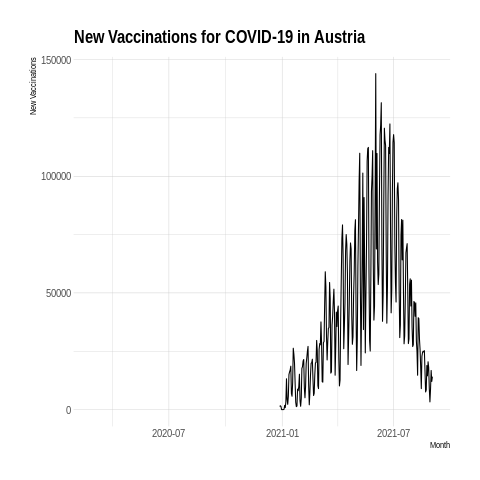 New Vaccinations for COVID-19 in Austria
New Vaccinations
150000
100000
50000
0
2020-07 2021-01 2021-07
Month